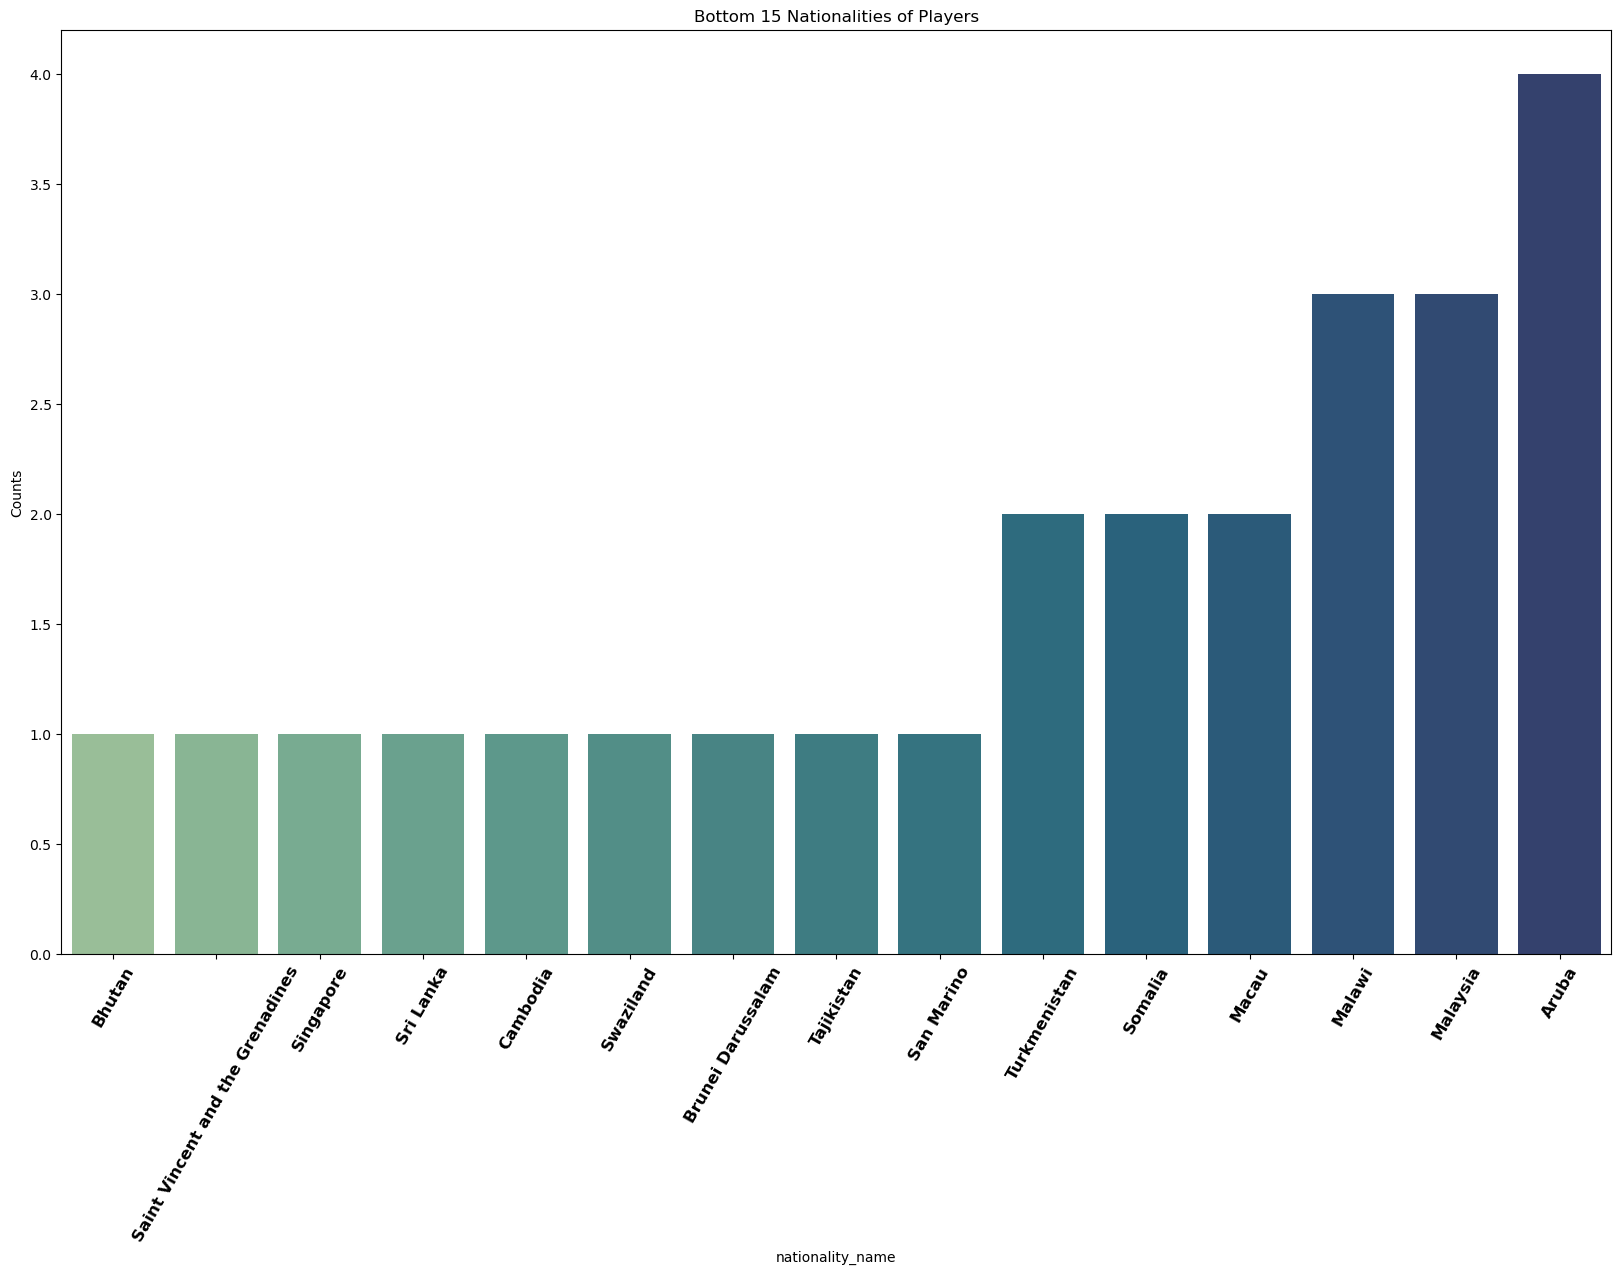 Bottom 15 Nationalities of Players
Counts
4.0
3.5
3.0
2.5
2.0
1.5
1.0
0.5
0.0
Bhutan
Saint Vincent and the Grenadines
Singapore
Sri Lanka
Cambodia
Swaziland
Brunei Darussalam
Tajikistan
San Marino
Turkmenistan
Somalia
Macau
Malawi
Malaysia
Aruba
nationality_name